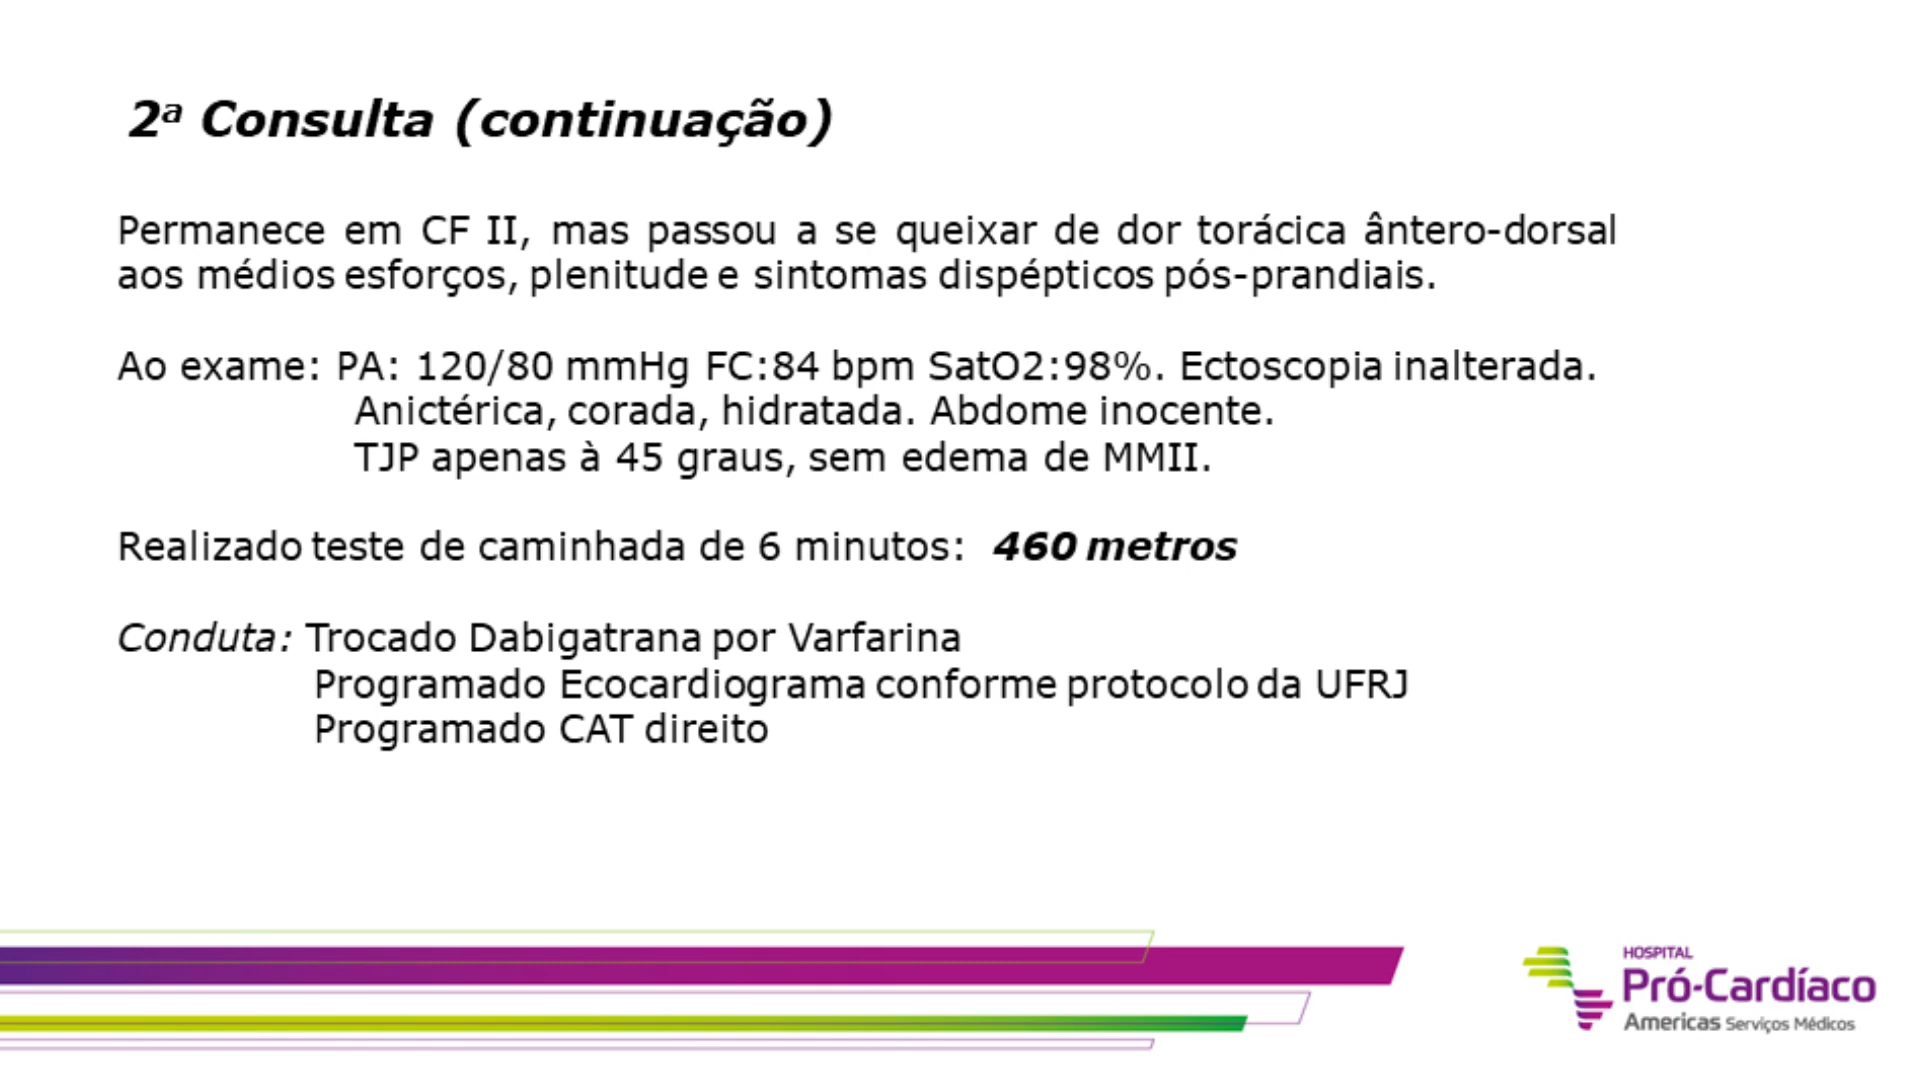 2ª Consulta (continuação)
Permanece em CF II, mas passou a se queixar de dor torácica ântero-dorsal
aos médios esforços, plenitude e sintomas dispépticos pós-prandiais.
Ao exame: PA: 120/80 mmHg FC:84 bpm SatO2:98%. Ectoscopia inalterada.
Anictérica, corada, hidratada. Abdome inocente.
TJP apenas à 45 graus, sem edema de MMII.
Realizado teste de caminhada de 6 minutos: 460 metros
Conduta: Trocado Dabigatrana por Varfarina
Programado Ecocardiograma conforme protocolo da UFRJ
Programado CAT direito
HOSPITAL
Pró-Cardíaco
Americas Serviços Médicos